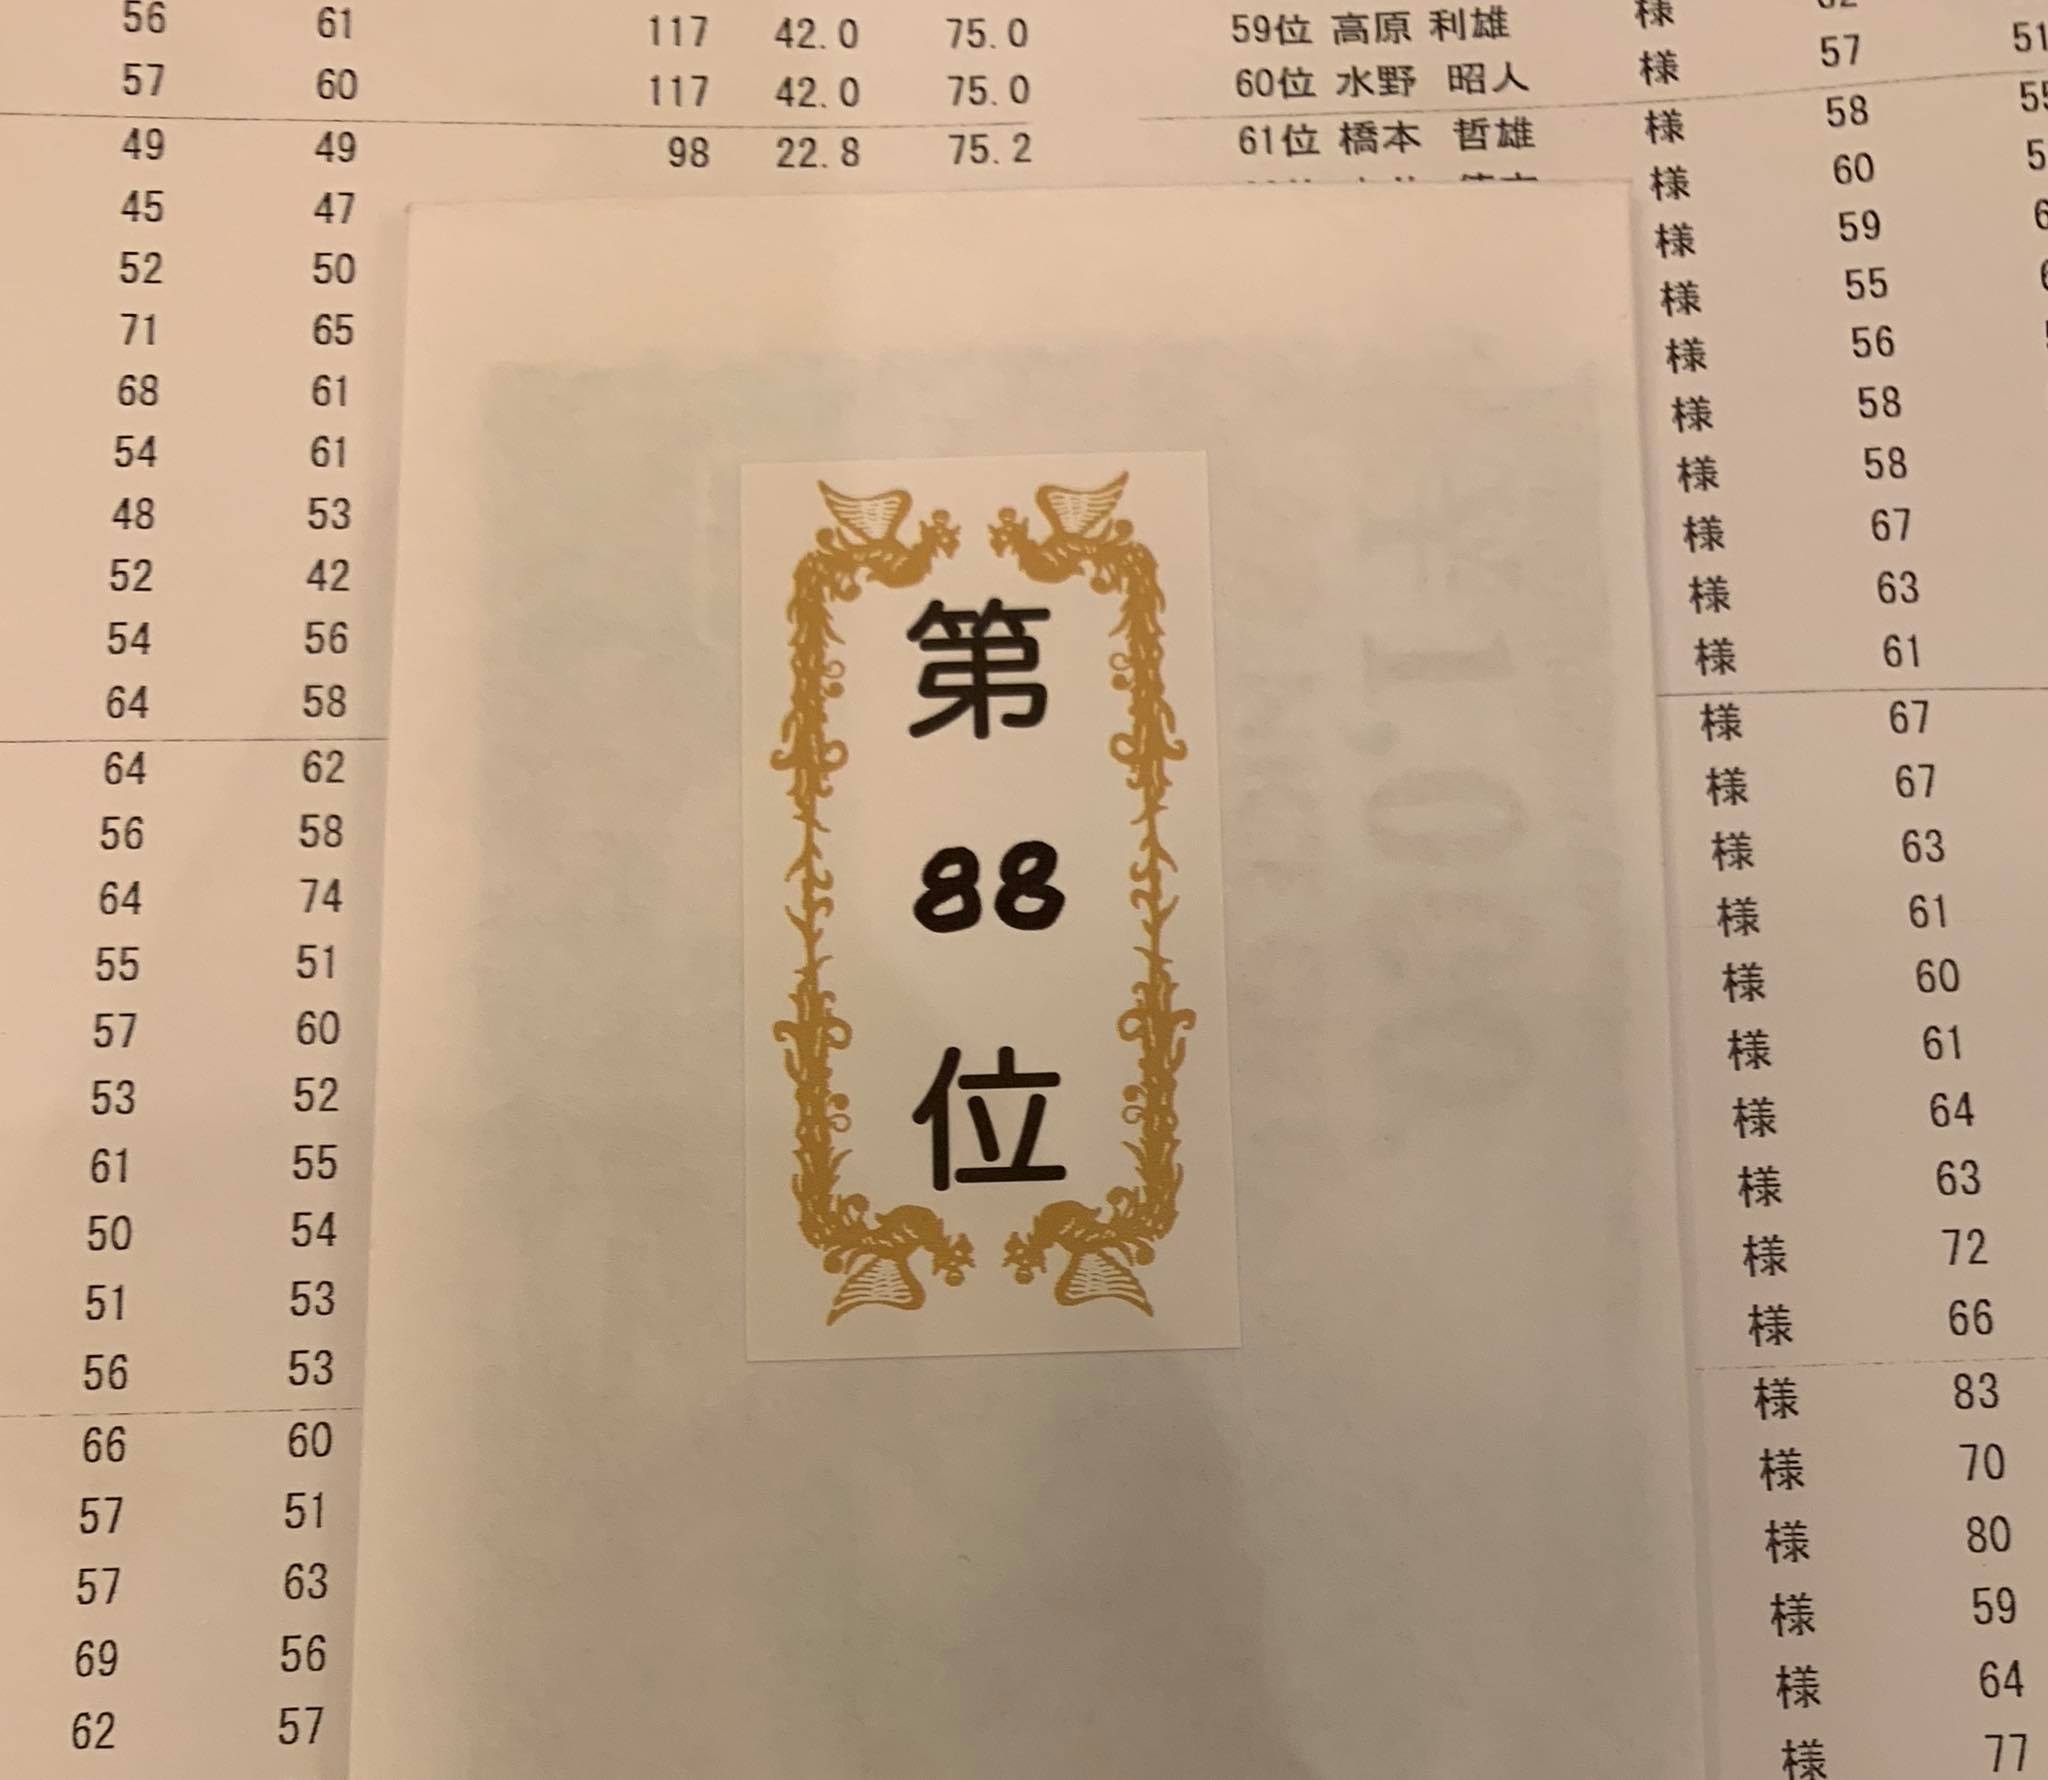 56 61 117 42.0 75.0 59位 高原 利雄 様
57 60 117 42.0 75.0 60位 水野 昭人 様 57 51
49 49 98 22.8 75.2 61位 橋本 哲雄 様 58
45 47 様 60
52 50 様 59
71 65 様 55
68 61 様 56
54 61 様 58
48 53 様 58
52 42 様 67
54 56 様 63
64 58 様 61
64 62 様 67
56 58 様 67
64 74 様 63
55 51 様 61
57 60 様 60
53 52 様 61
61 55 様 64
50 54 様 63
51 53 様 72
56 53 様 66
66 60 様 83
57 51 様 70
57 63 様 80
69 56 様 59
62 57 様 64
様 77
第
88
位